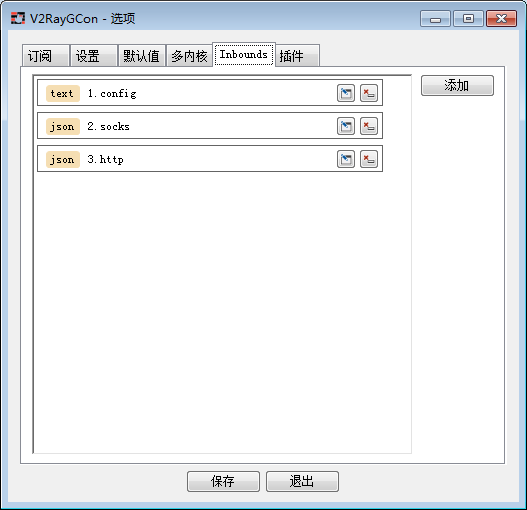 V2RayGCon - 选项
订阅 设置 默认值 多内核 Inbounds 插件
text 1.config
json 2.socks
json 3.http
添加
保存 退出